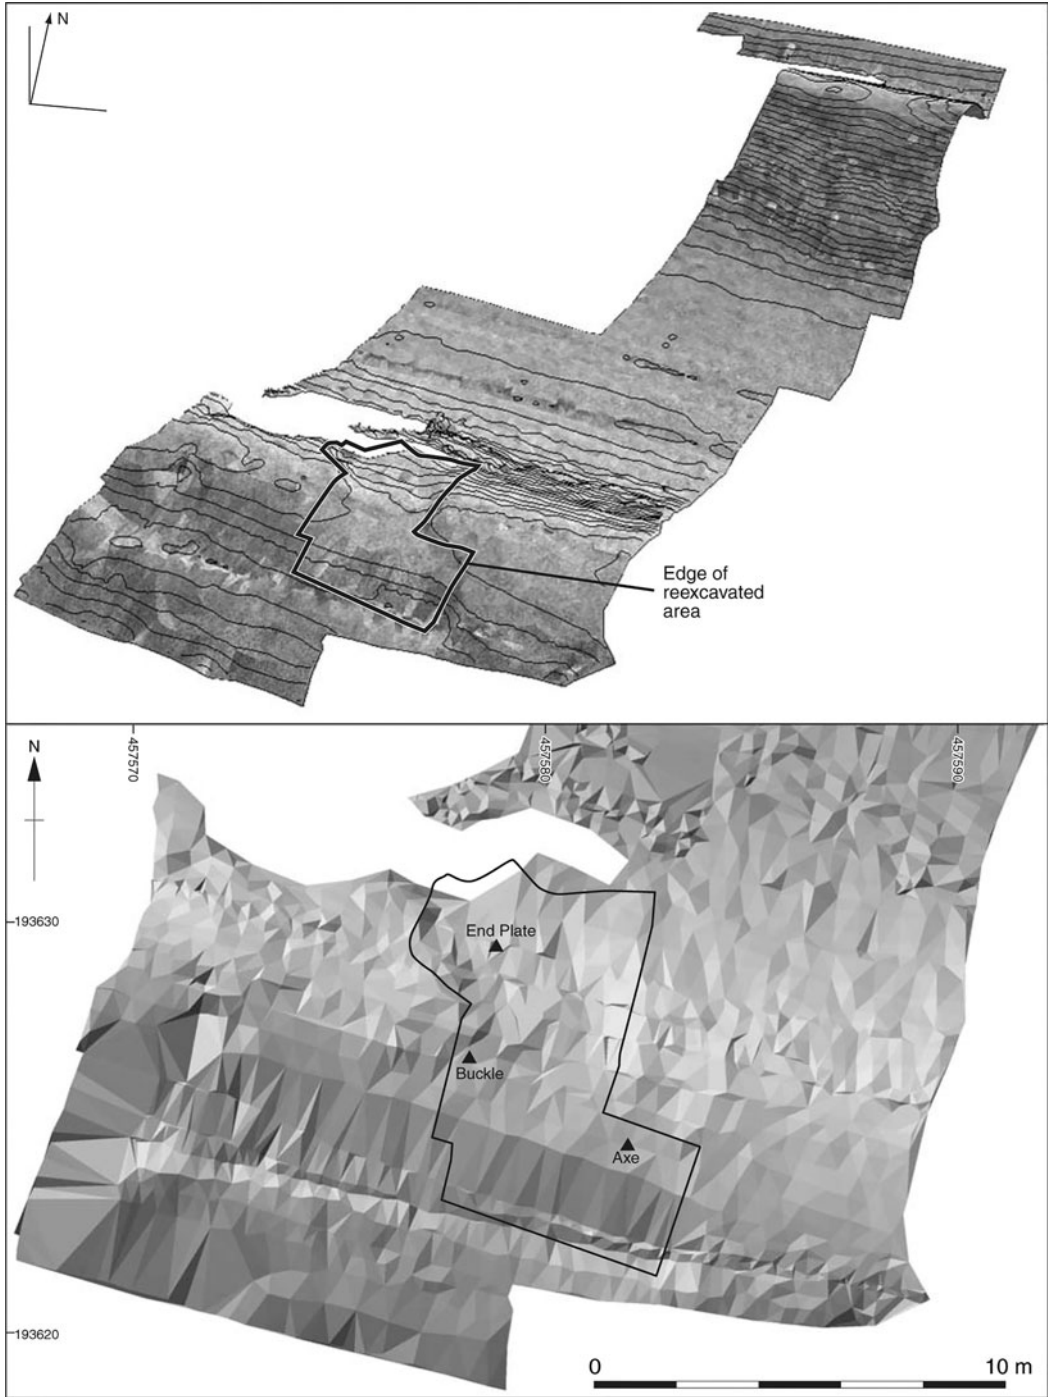 N
Edge of
reexcavated
area
N
457570
457580
457590
193630
End Plate
Buckle
Axe
193620
0 10 m